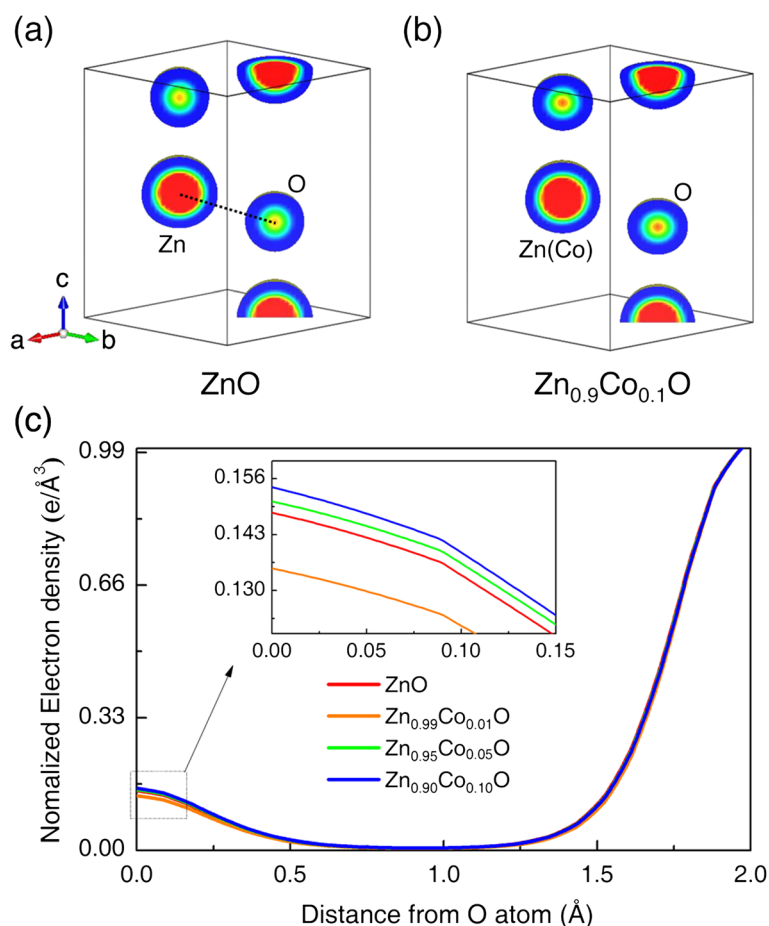 (a)
(b)
O
O
Zn
Zn(Co)
c
a
b
ZnO
Zn0.9Co0.1O
(c)
Nomalized Electron density (e/Å3)
0.99
0.66
0.33
0.00
0.156
0.143
0.130
0.00 0.05 0.10 0.15
ZnO
Zn0.99Co0.01O
Zn0.95Co0.05O
Zn0.90Co0.10O
0.0 0.5 1.0 1.5 2.0
Distance from O atom (Å)